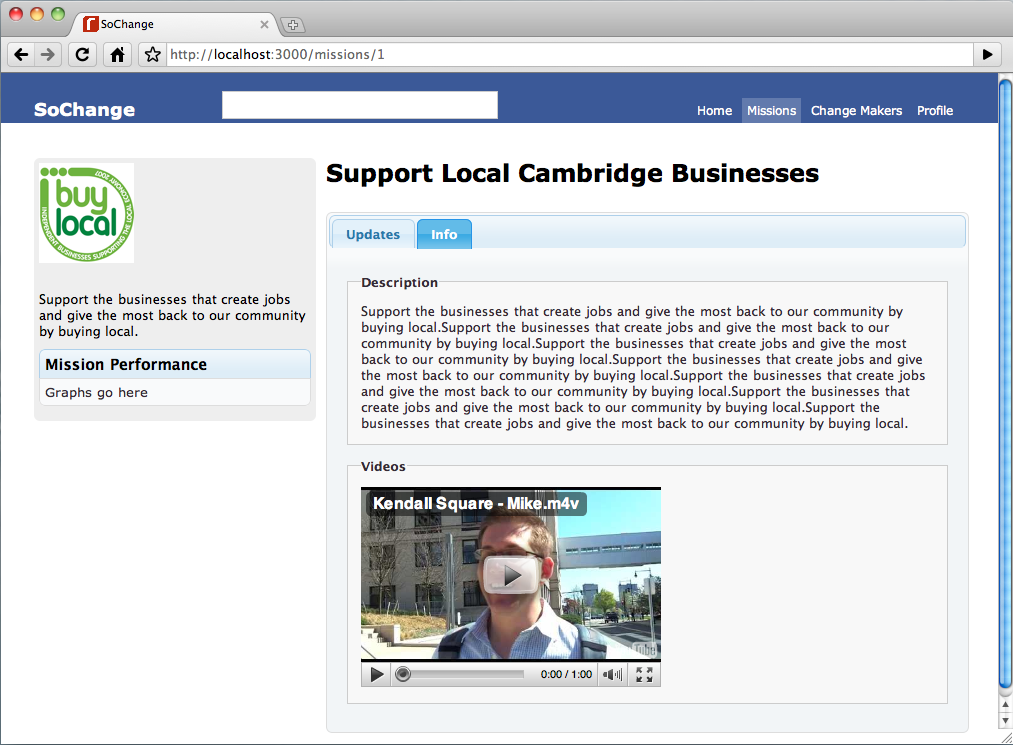 SoChange
http://localhost:3000/missions/1
SoChange
Home Missions Change Makers Profile
buy
local
INDEPENDENT BUSINESSES SUPPORTING THE LOCAL ECONOMY 2007
Support the businesses that create jobs
and give the most back to our community
by buying local.
Mission Performance
Graphs go here
Support Local Cambridge Businesses
Updates Info
Description
Support the businesses that create jobs and give the most back to our community by
buying local.Support the businesses that create jobs and give the most back to our
community by buying local.Support the businesses that create jobs and give the most
back to our community by buying local.Support the businesses that create jobs and give
the most back to our community by buying local.Support the businesses that create jobs
and give the most back to our community by buying local.Support the businesses that
create jobs and give the most back to our community by buying local.Support the
businesses that create jobs and give the most back to our community by buying local.
Videos
Kendall Square - Mike.m4v
0:00 / 1:00